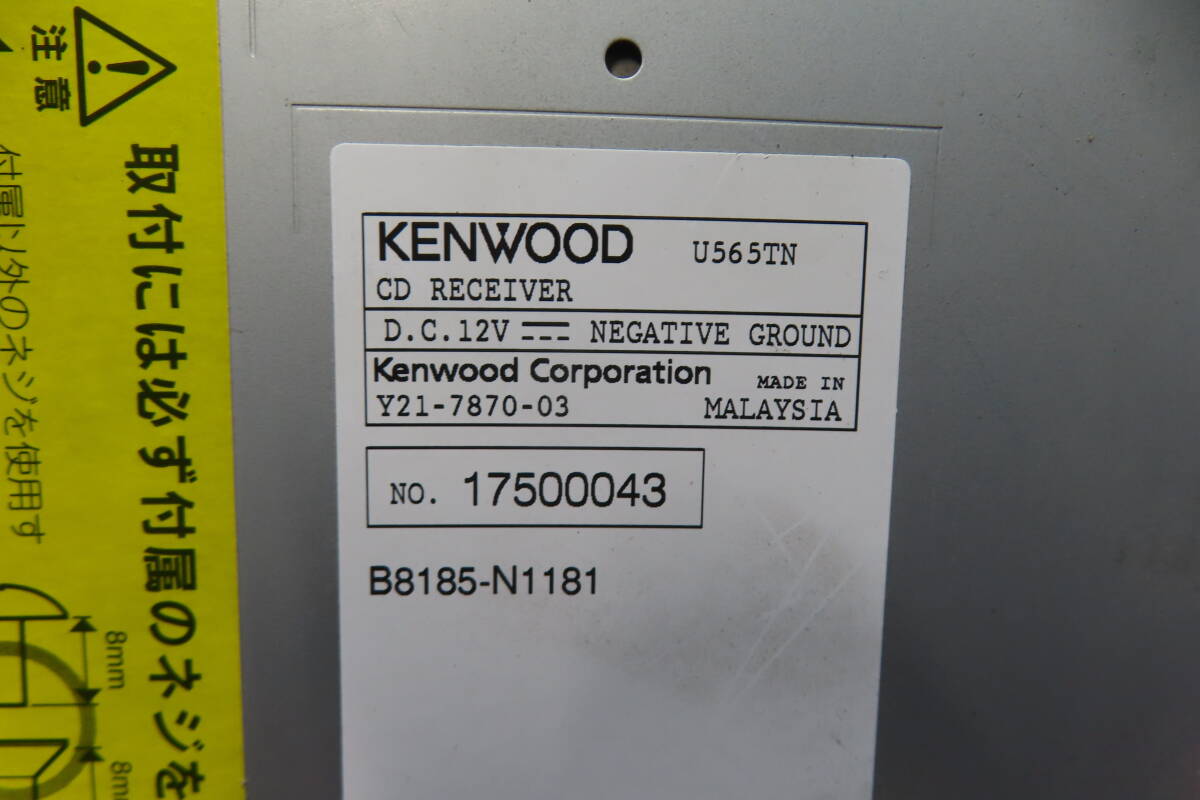 注意
取付には必ず付属のネジを
付属以外のネジを使用す
8mm
8m
KENWOOD U565TN
CD RECEIVER
D.C.12V NEGATIVE GROUND
Kenwood Corporation MADE IN
Y21-7870-03 MALAYSIA
NO. 17500043
B8185-N1181